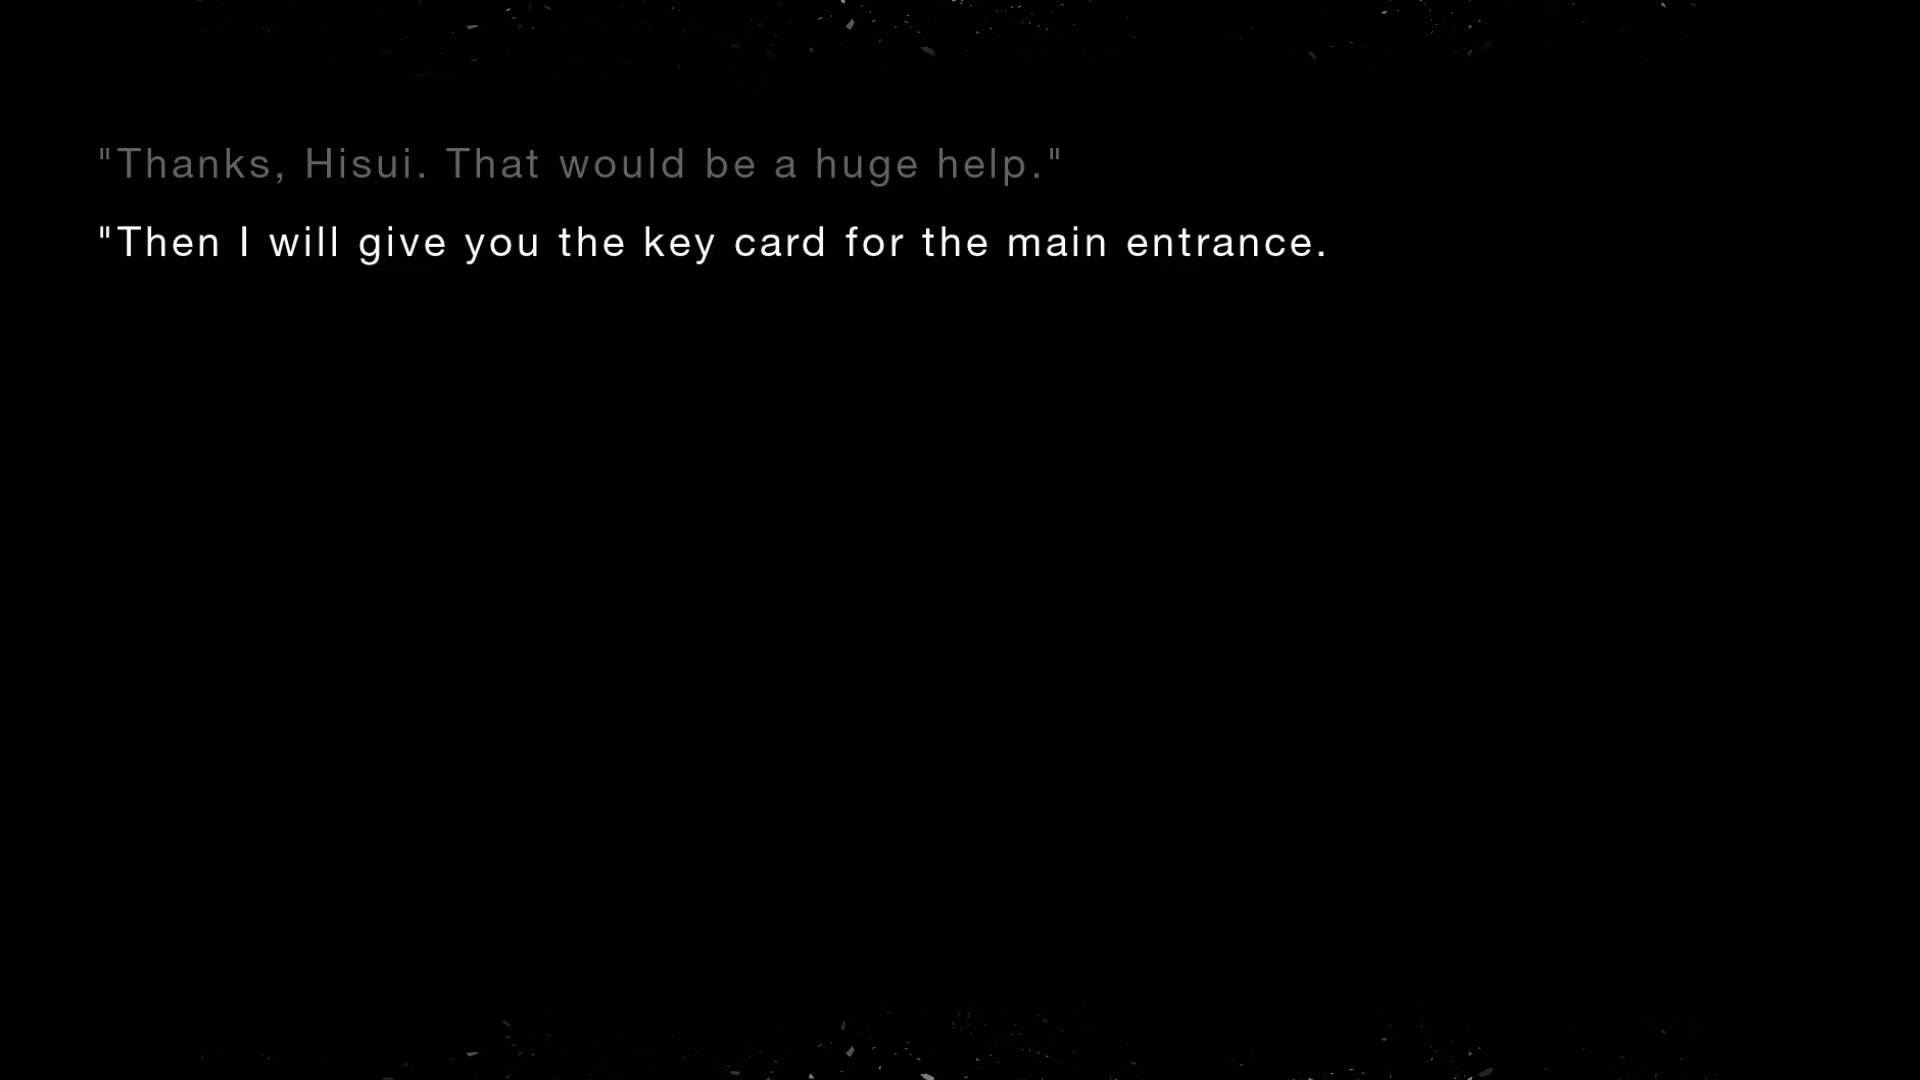 "Thanks, Hisui. That would be a huge help."
"Then I will give you the key card for the main entrance.